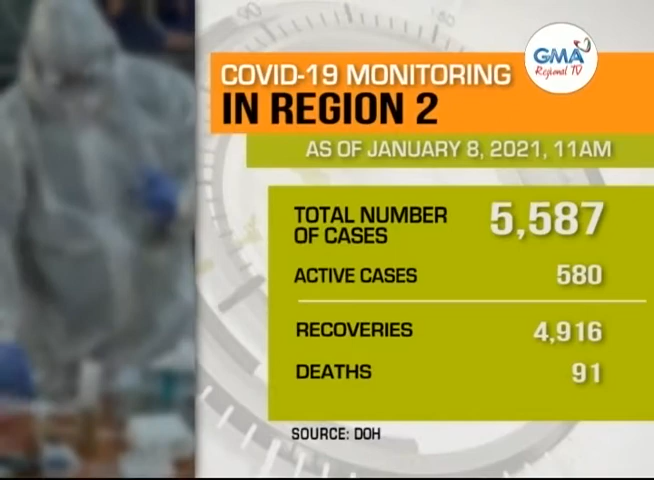 GMA
Regional TV
COVID-19 MONITORING
IN REGION 2
AS OF JANUARY 8, 2021, 11AM
TOTAL NUMBER
OF CASES
5,587
ACTIVE CASES 580
RECOVERIES 4,916
DEATHS 91
SOURCE: DOH